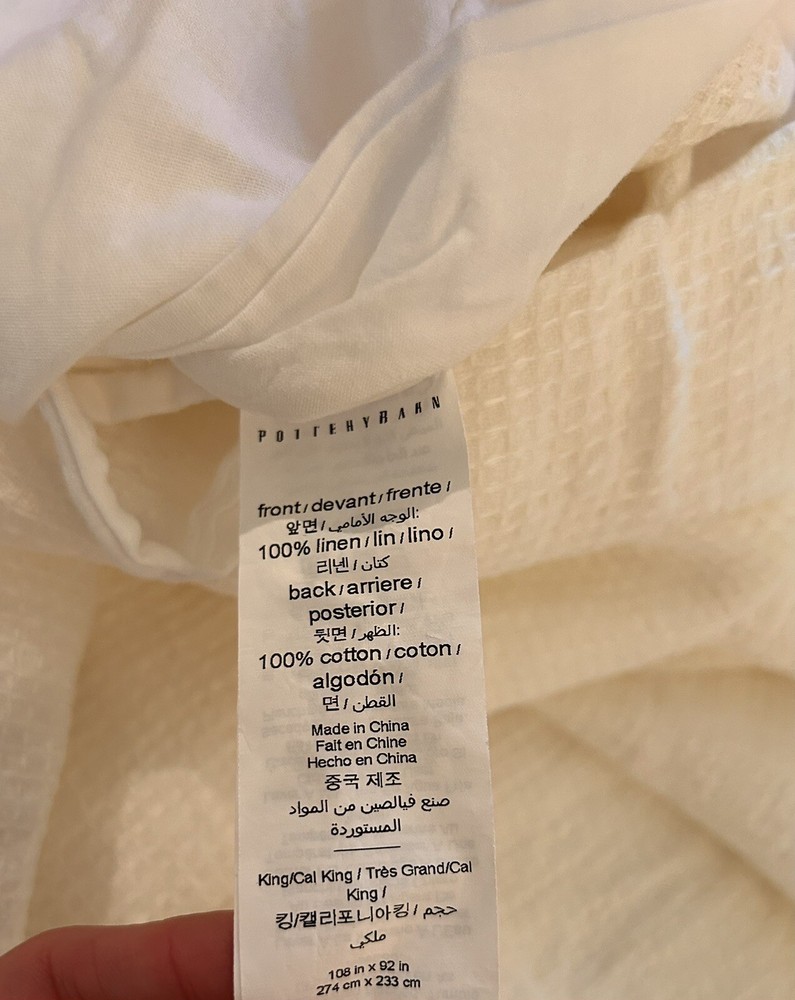 POTTERYBARN
front / devant / frente /
앞면 / الوجه الأمامي:
100% linen / lin / lino /
리넨 / كتان
back / arriere /
posterior /
뒷면 / الظهر:
100% cotton / coton /
algodón /
면 / القطن
Made in China
Fait en Chine
Hecho en China
중국 제조
صنع فيالصين من المواد
المستوردة
King/Cal King / Très Grand/Cal
King /
킹/캘리포니아킹 / حجم
ملكي
108 in x 92 in
274 cm x 233 cm